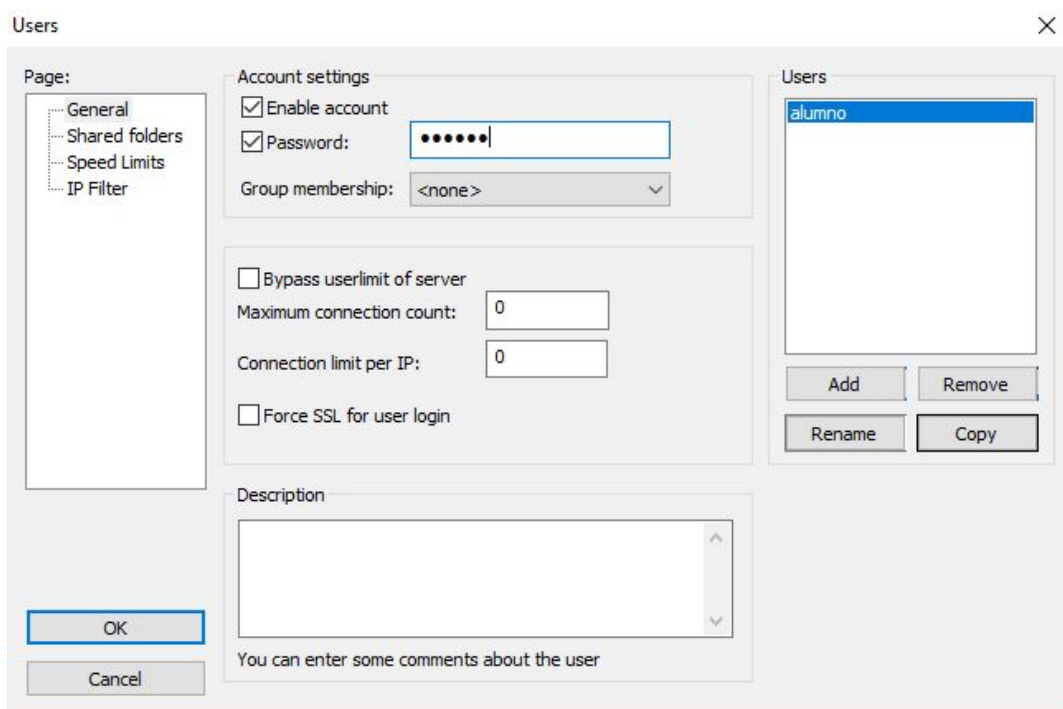 Users
Page:
General
Shared folders
Speed Limits
IP Filter
Account settings
Enable account
Password: ••••••
Group membership: <none>
Bypass userlimit of server
Maximum connection count: 0
Connection limit per IP: 0
Force SSL for user login
Description
You can enter some comments about the user
Users
alumno
Add Remove
Rename Copy
OK
Cancel